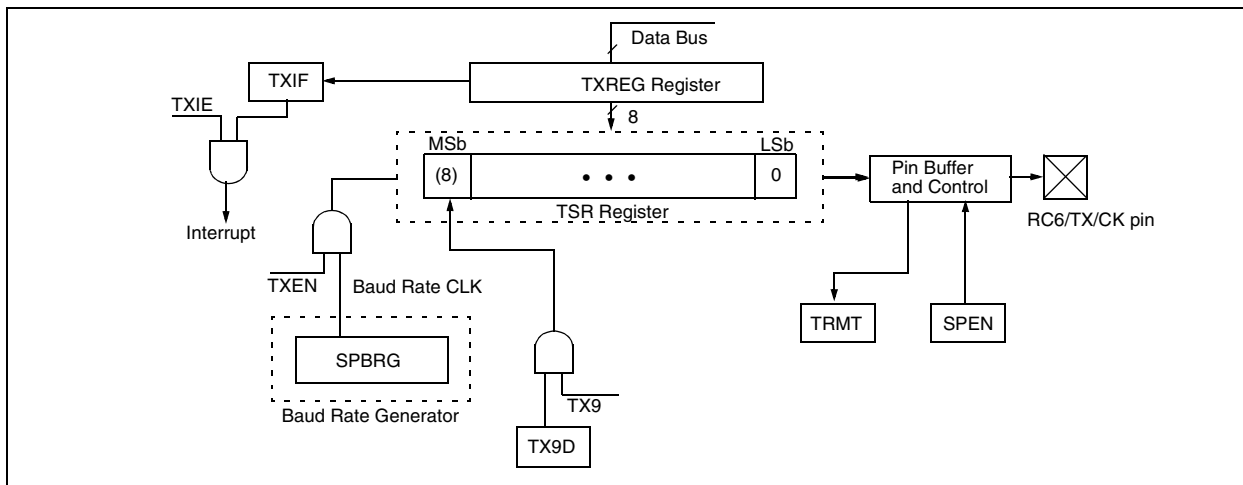 Data Bus
TXIF
TXREG Register
TXIE
8
MSb
LSb
(8)
• • •
0
Pin Buffer
and Control
TSR Register
RC6/TX/CK pin
Interrupt
TXEN
Baud Rate CLK
TRMT
SPEN
SPBRG
TX9
Baud Rate Generator
TX9D